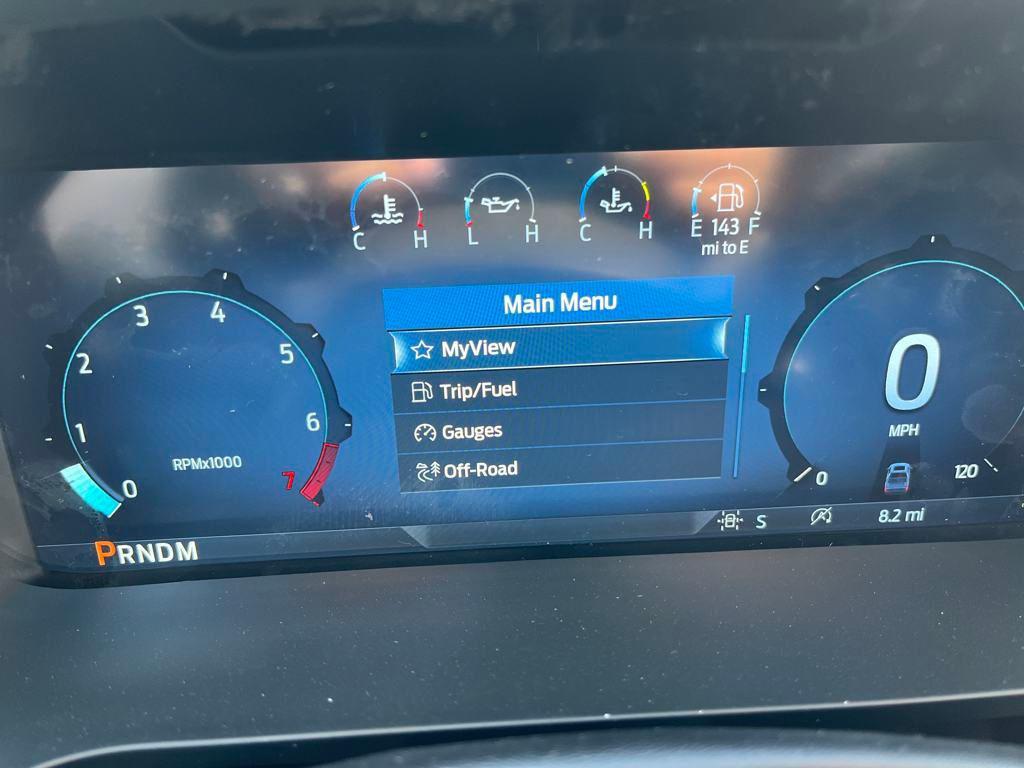 C H
L H
C H
E 143 F
mi to E
Main Menu
MyView
Trip/Fuel
Gauges
Off-Road
0 1 2 3 4 5 6 7
RPMx1000
0
MPH
0 120
S
8.2 mi
PRNDM